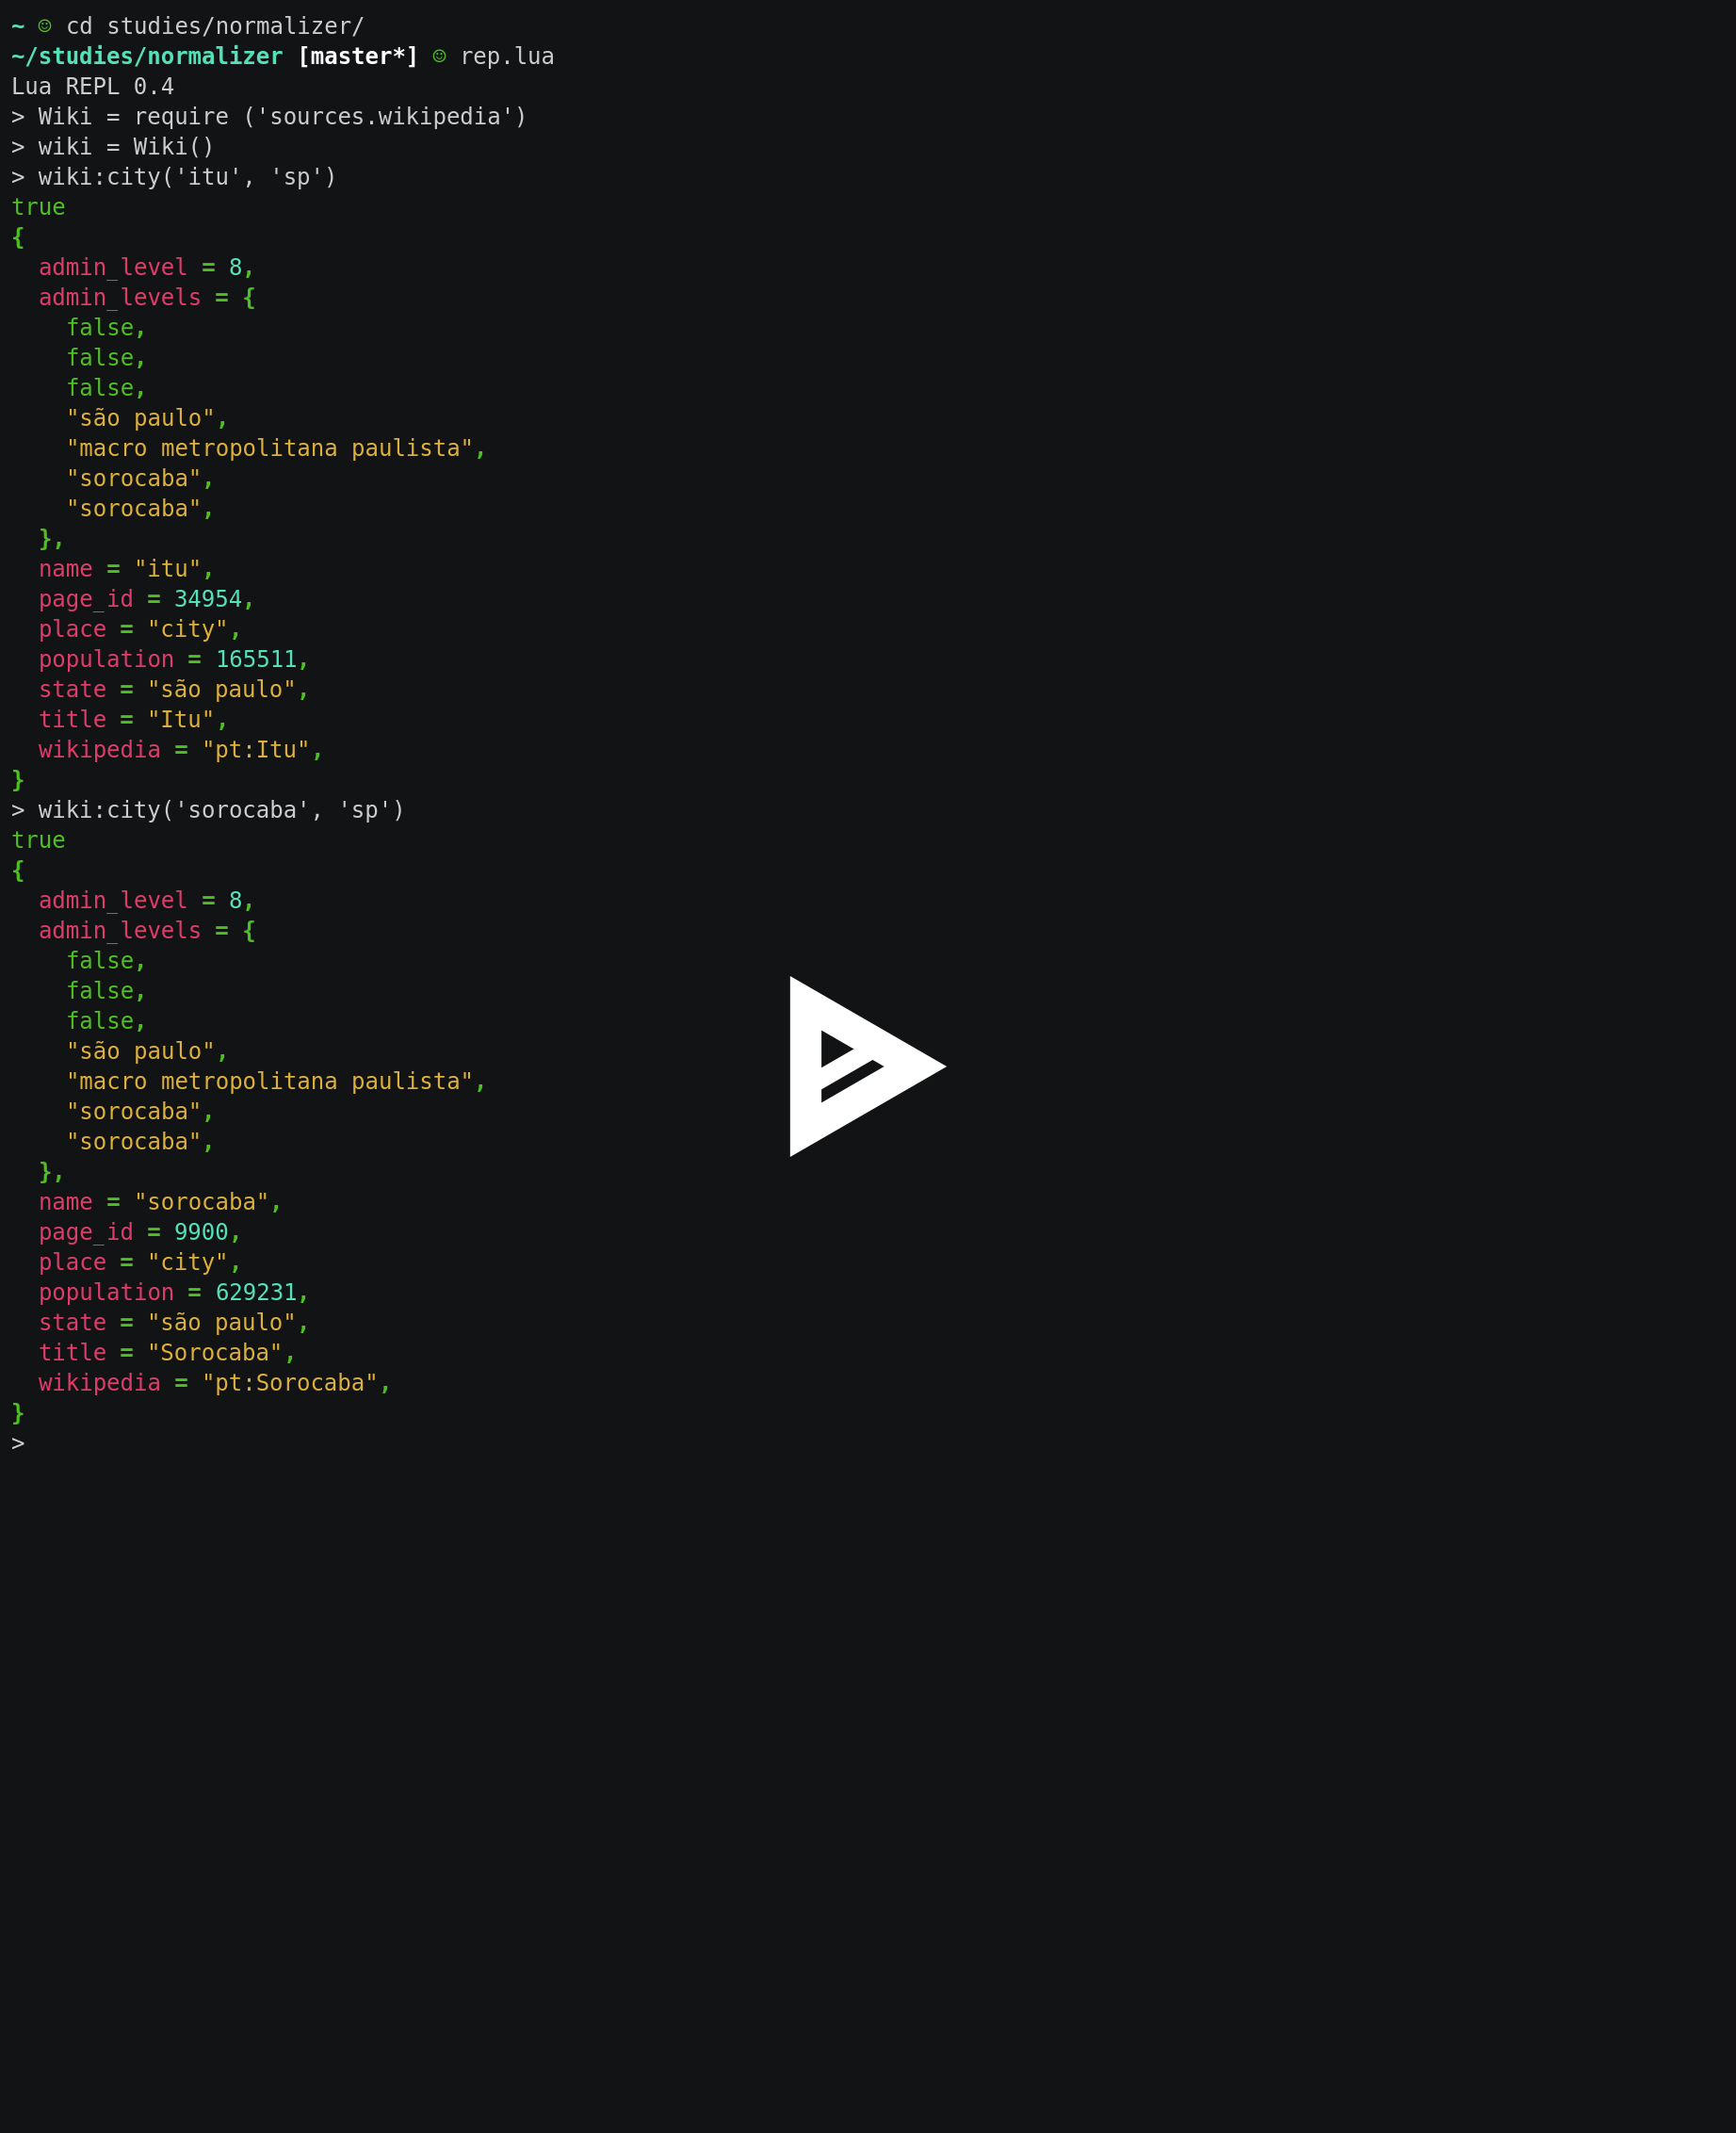 ~ ☺ cd studies/normalizer/
~/studies/normalizer [master*] ☺ rep.lua
Lua REPL 0.4
> Wiki = require ('sources.wikipedia')
> wiki = Wiki()
> wiki:city('itu', 'sp')
true
{
  admin_level = 8,
  admin_levels = {
    false,
    false,
    false,
    "são paulo",
    "macro metropolitana paulista",
    "sorocaba",
    "sorocaba",
  },
  name = "itu",
  page_id = 34954,
  place = "city",
  population = 165511,
  state = "são paulo",
  title = "Itu",
  wikipedia = "pt:Itu",
}
> wiki:city('sorocaba', 'sp')
true
{
  admin_level = 8,
  admin_levels = {
    false,
    false,
    false,
    "são paulo",
    "macro metropolitana paulista",
    "sorocaba",
    "sorocaba",
  },
  name = "sorocaba",
  page_id = 9900,
  place = "city",
  population = 629231,
  state = "são paulo",
  title = "Sorocaba",
  wikipedia = "pt:Sorocaba",
}
>